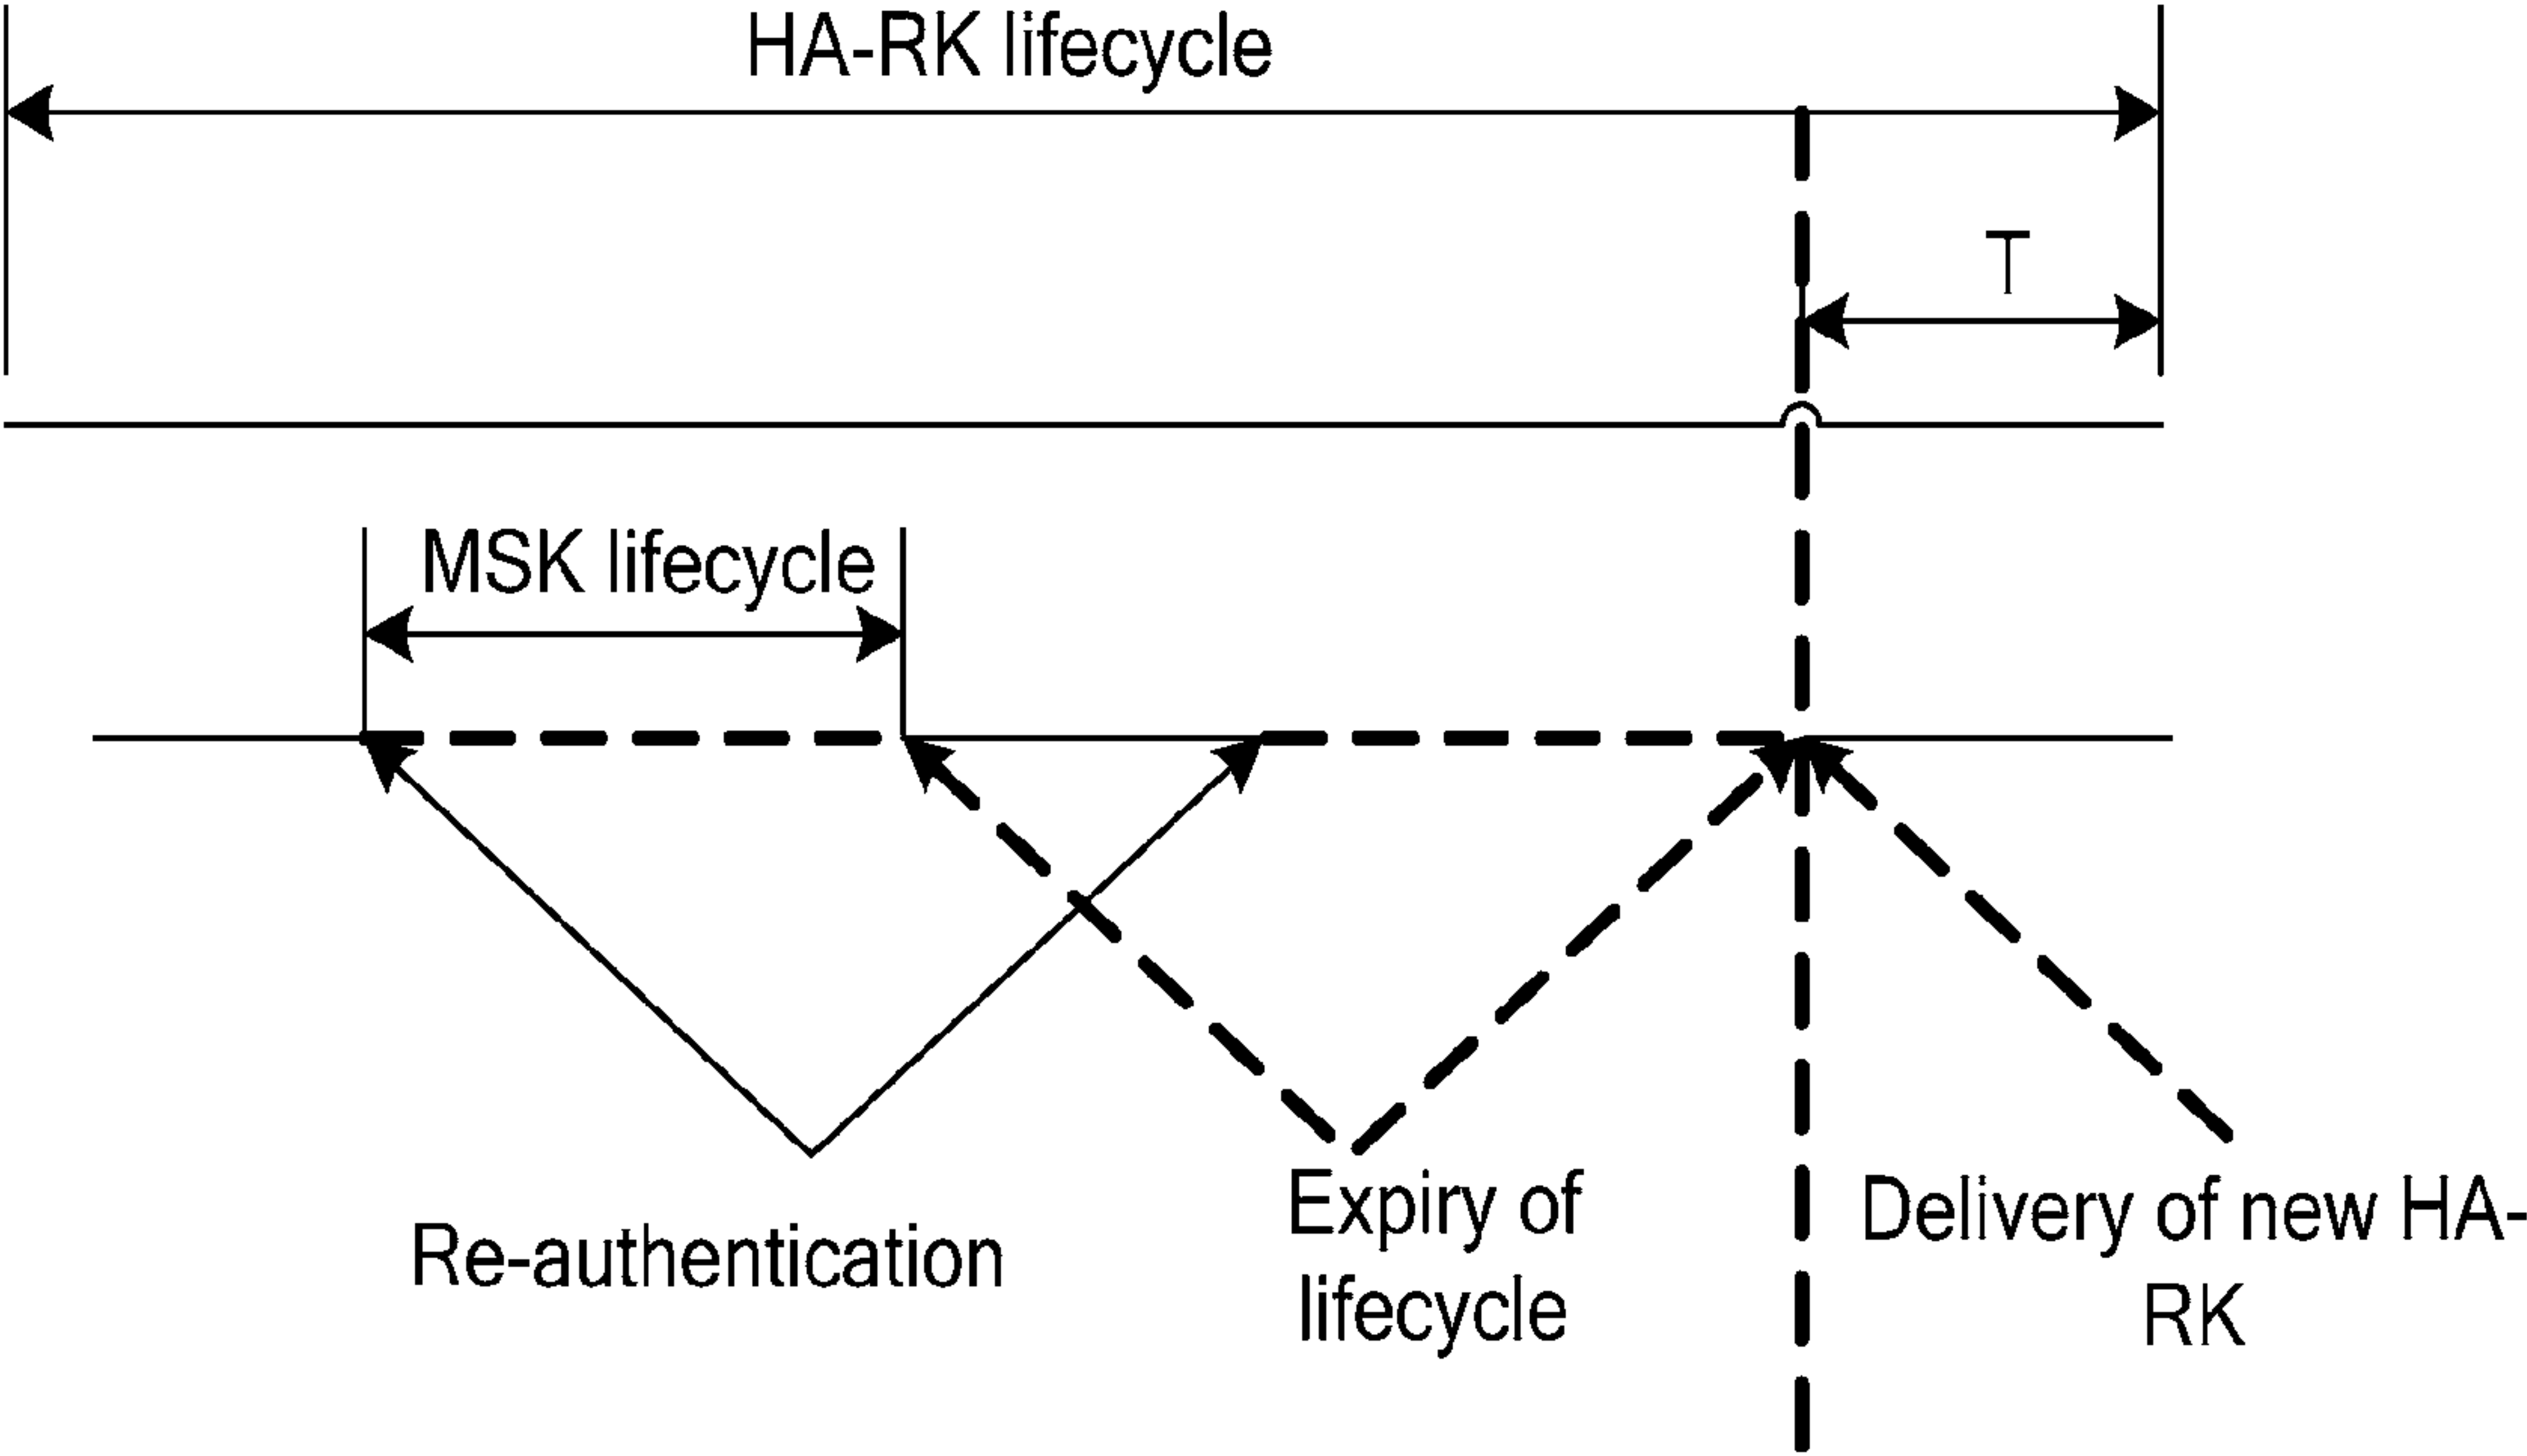 HA-RK lifecycle
T
MSK lifecycle
Re-authentication
Expiry of
lifecycle
Delivery of new HA-
RK